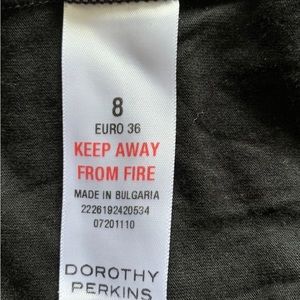 8
EURO 36
KEEP AWAY
FROM FIRE
MADE IN BULGARIA
2226192420534
07201110
DOROTHY
PERKINS